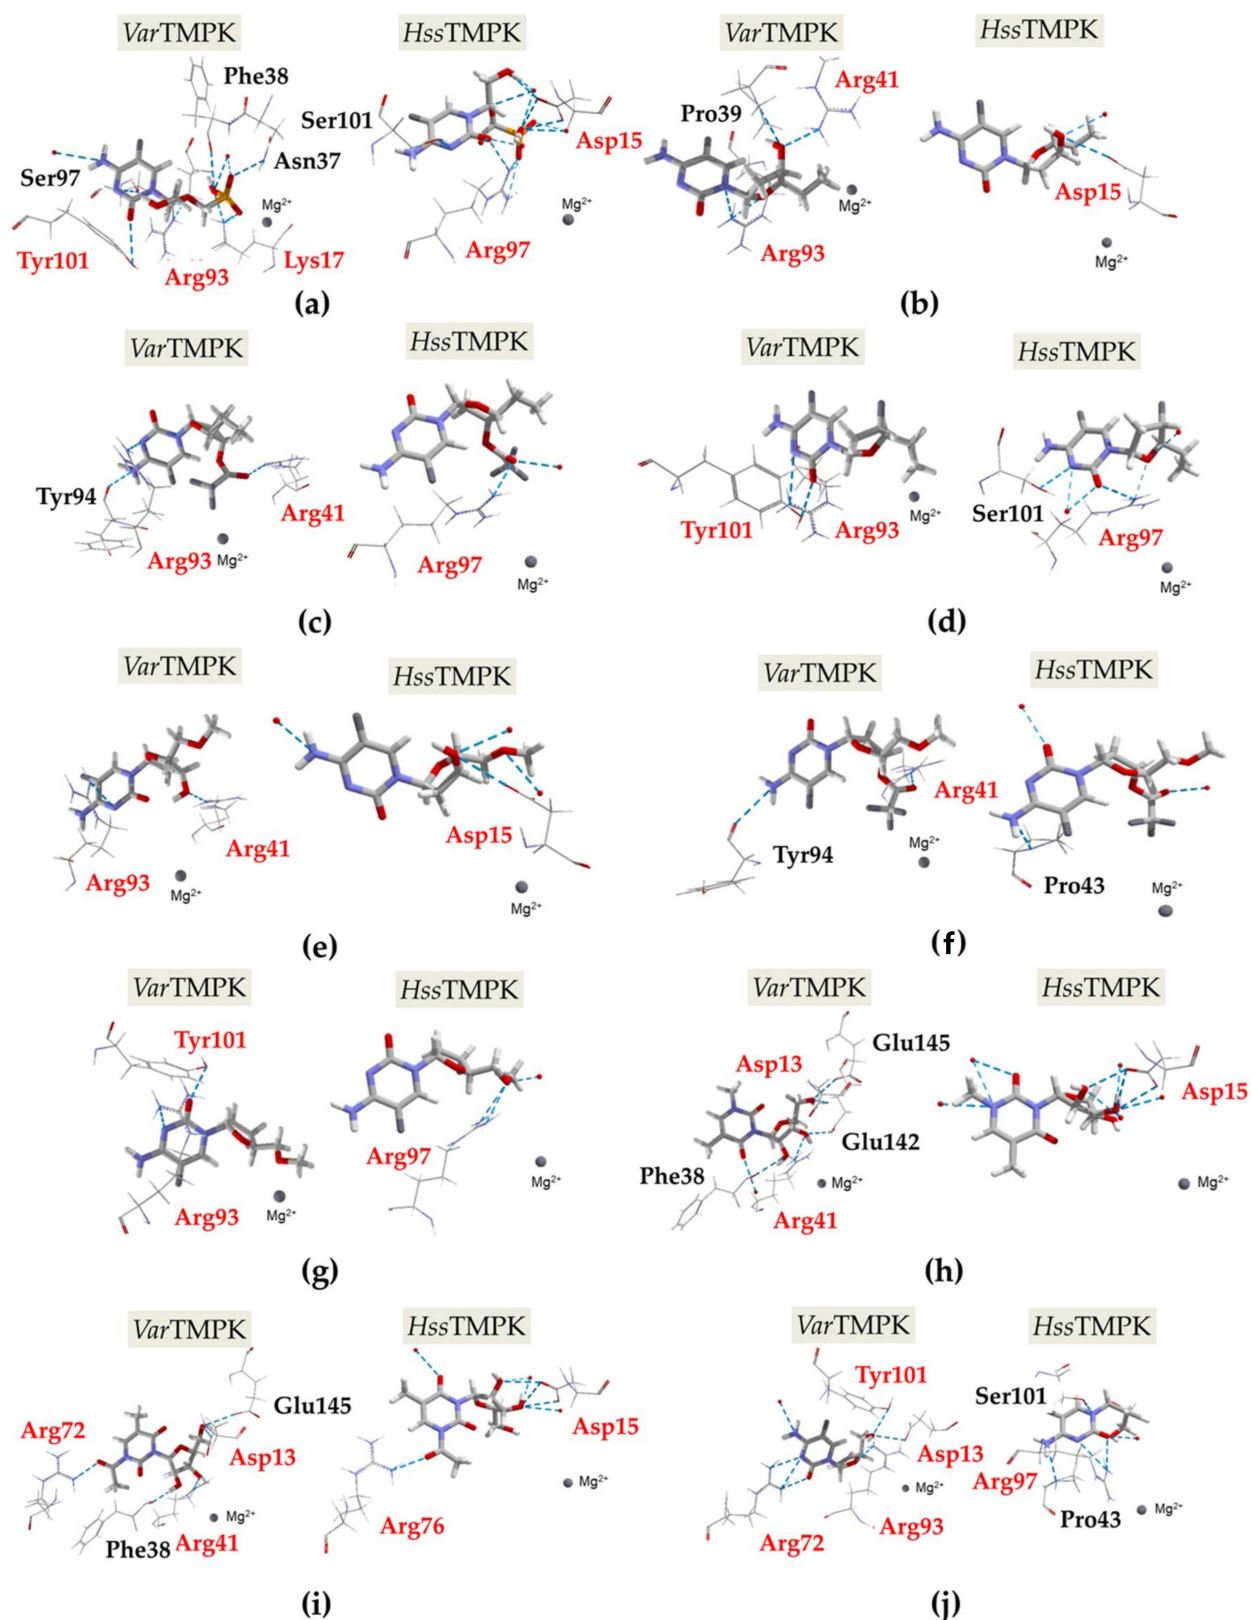 VarTMPK
HssTMPK
Phe38
Ser101
Asp15
Ser97
Asn37
Mg2+
Mg2+
Tyr101
Arg93
Lys17
Arg97
(a)
VarTMPK
HssTMPK
Arg41
Pro39
Asp15
Mg2+
Arg93
Mg2+
(b)
VarTMPK
HssTMPK
Tyr94
Arg41
Arg93
Mg2+
Arg97
Mg2+
(c)
VarTMPK
HssTMPK
Tyr101
Arg93
Mg2+
Ser101
Arg97
Mg2+
(d)
VarTMPK
HssTMPK
Arg41
Asp15
Arg93
Mg2+
Mg2+
(e)
VarTMPK
HssTMPK
Arg41
Mg2+
Tyr94
Pro43
Mg2+
(f)
VarTMPK
HssTMPK
Tyr101
Arg97
Mg2+
Arg93
Mg2+
(g)
VarTMPK
HssTMPK
Glu145
Asp13
Asp15
Glu142
Phe38
Mg2+
Mg2+
Arg41
(h)
VarTMPK
HssTMPK
Glu145
Arg72
Asp13
Asp15
Mg2+
Mg2+
Phe38
Arg41
Arg76
(i)
VarTMPK
HssTMPK
Tyr101
Ser101
Asp13
Arg97
Mg2+
Mg2+
Arg72
Arg93
Pro43
(j)